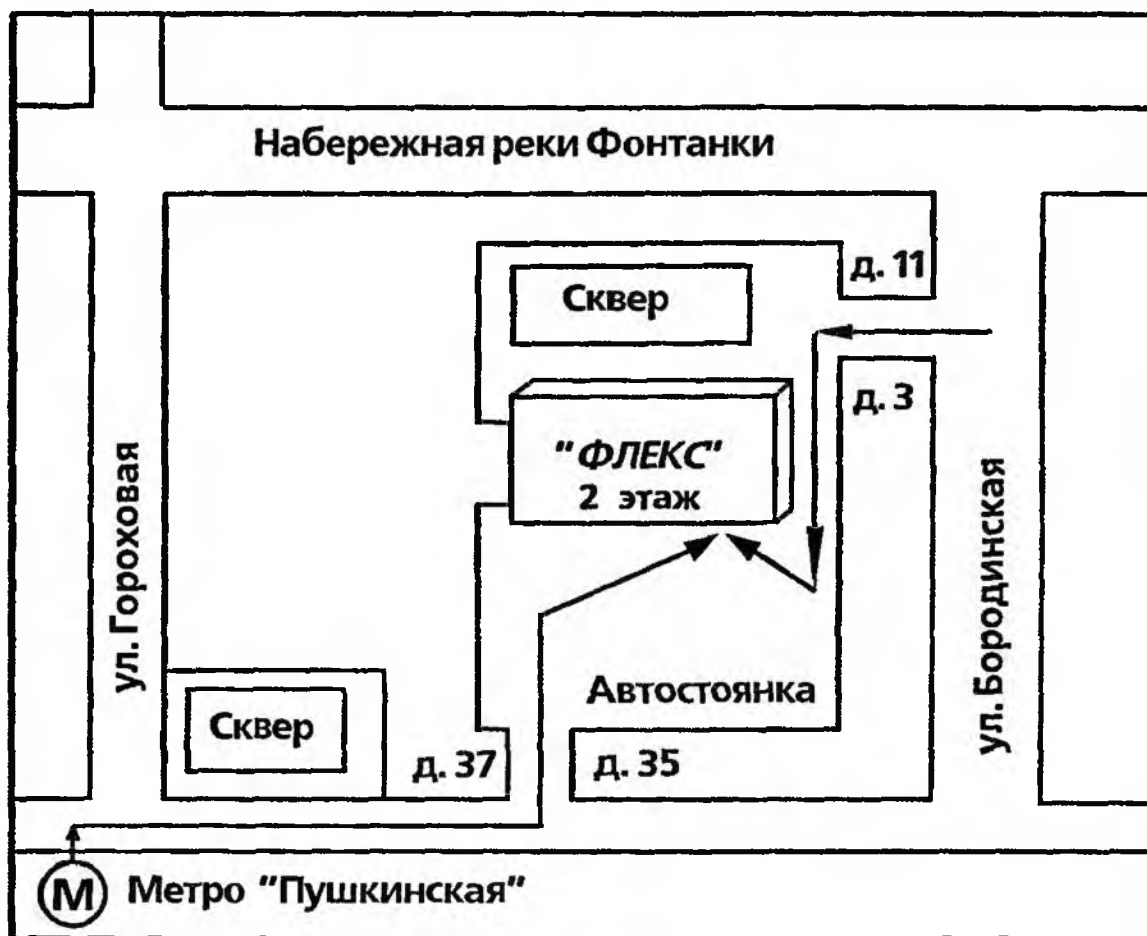 Набережная реки Фонтанки
д. 11
Сквер
д. 3
"ФЛЕКС"
2 этаж
ул. Гороховая
ул. Бородинская
Автостоянка
Сквер
д. 37
д. 35
М Метро "Пушкинская"